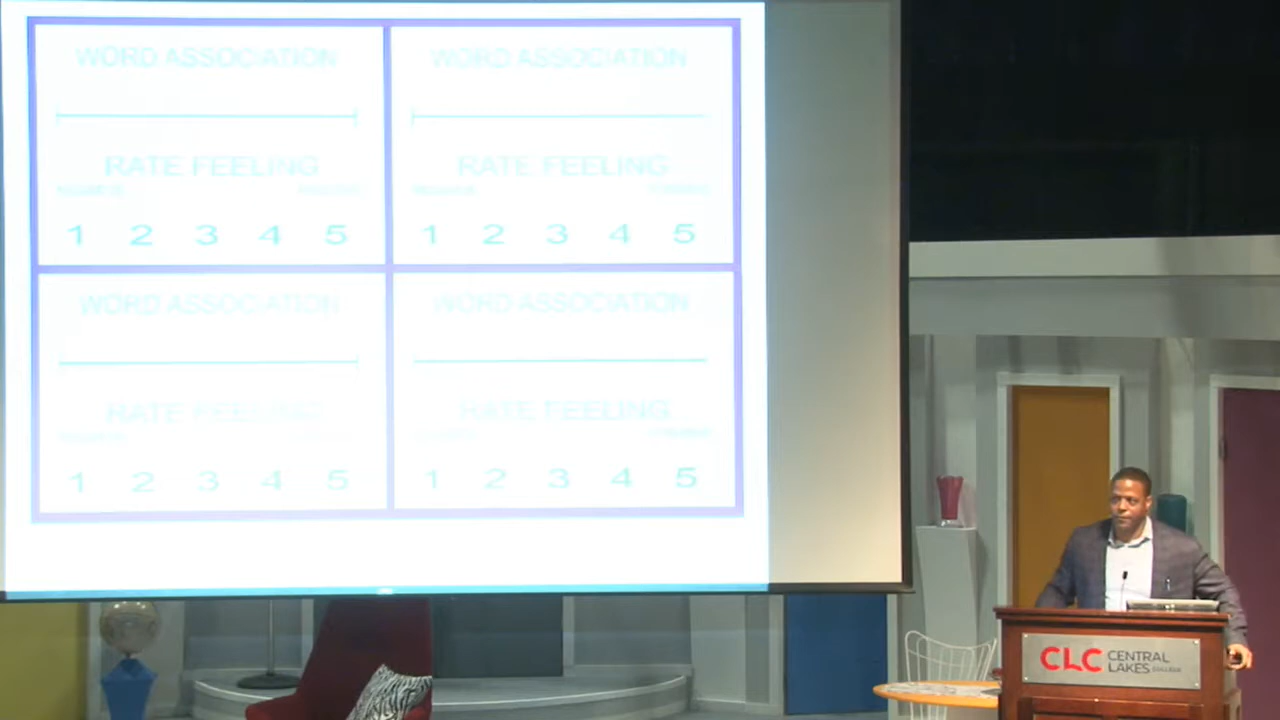 WORD ASSOCIATION
RATE FEELING
1 2 3 4 5
WORD ASSOCIATION
RATE FEELING
1 2 3 4 5
WORD ASSOCIATION
RATE FEELING
1 2 3 4 5
WORD ASSOCIATION
RATE FEELING
1 2 3 4 5
CLC CENTRAL
LAKES COLLEGE